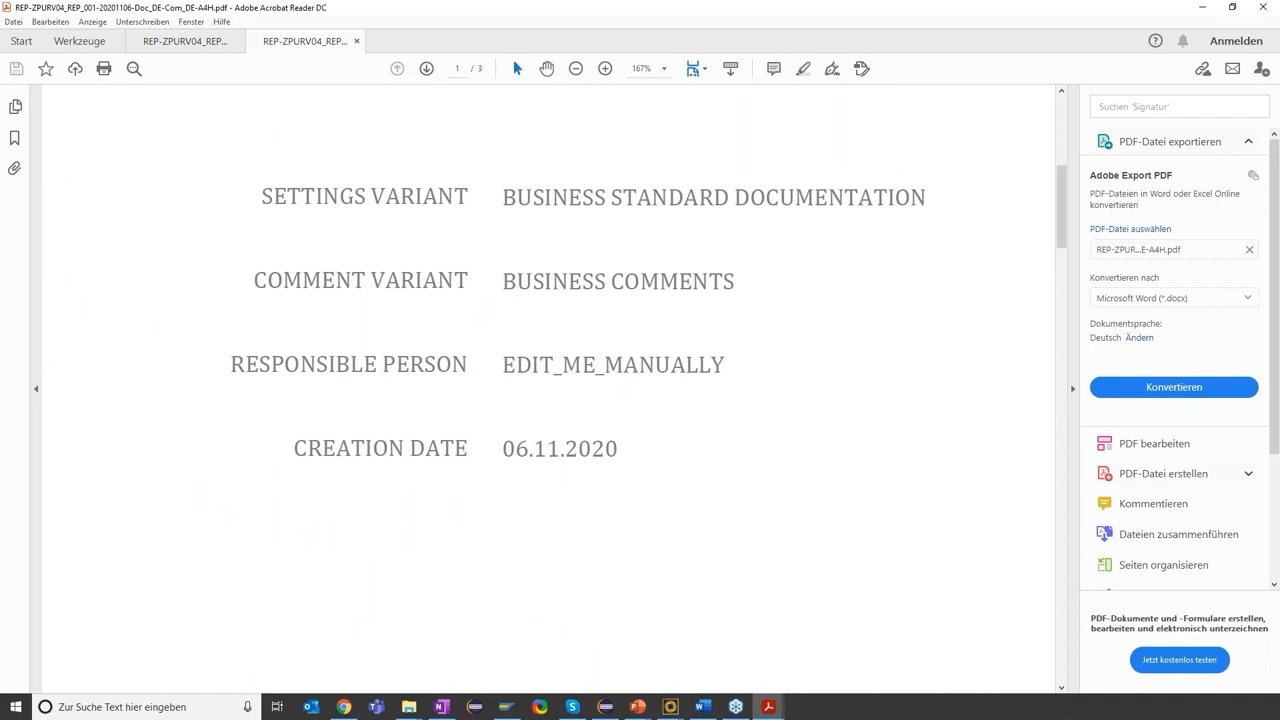 REP-ZPURV04_REP_001-20201106-Doc_DE-Com_DE-A4H.pdf - Adobe Acrobat Reader DC
Datei Bearbeiten Anzeige Unterschreiben Fenster Hilfe
Start Werkzeuge REP-ZPURV04_REP... REP-ZPURV04_REP... ×
Anmelden
1 / 3 167%
SETTINGS VARIANT BUSINESS STANDARD DOCUMENTATION
COMMENT VARIANT BUSINESS COMMENTS
RESPONSIBLE PERSON EDIT_ME_MANUALLY
CREATION DATE 06.11.2020
Suchen 'Signatur'
PDF-Datei exportieren
Adobe Export PDF
PDF-Dateien in Word oder Excel Online
konvertieren
PDF-Datei auswählen
REP-ZPUR...E-A4H.pdf
Konvertieren nach
Microsoft Word (*.docx)
Dokumentsprache:
Deutsch Ändern
Konvertieren
PDF bearbeiten
PDF-Datei erstellen
Kommentieren
Dateien zusammenführen
Seiten organisieren
PDF-Dokumente und -Formulare erstellen,
bearbeiten und elektronisch unterzeichnen
Jetzt kostenlos testen
Zur Suche Text hier eingeben